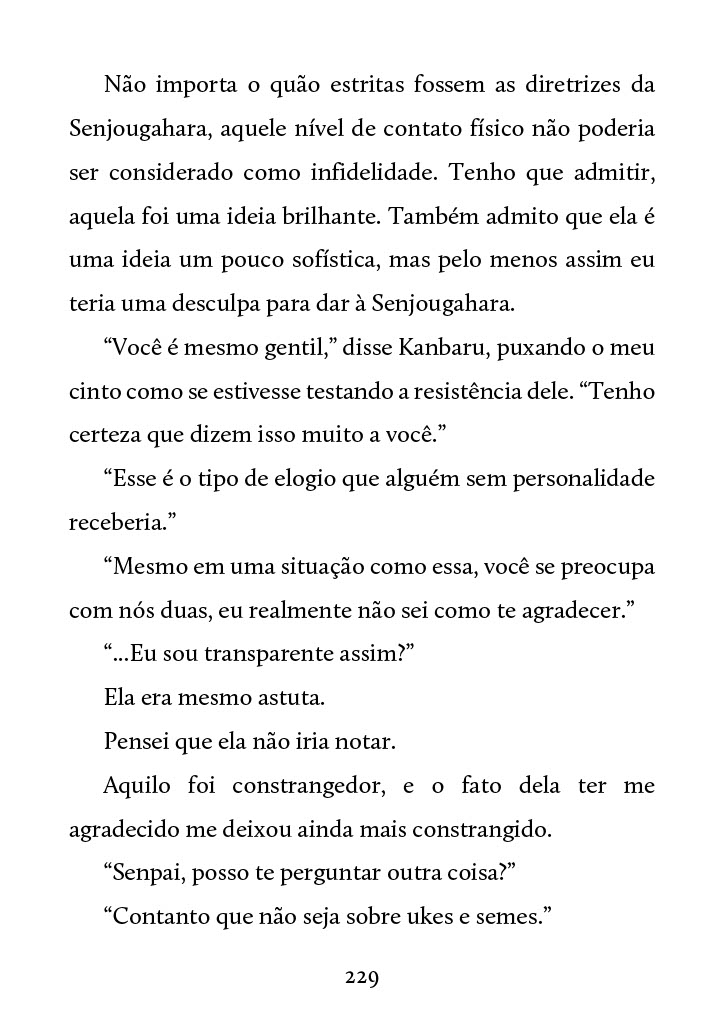 Não importa o quão estritas fossem as diretrizes da
Senjougahara, aquele nível de contato físico não poderia
ser considerado como infidelidade. Tenho que admitir,
aquela foi uma ideia brilhante. Também admito que ela é
uma ideia um pouco sofística, mas pelo menos assim eu
teria uma desculpa para dar à Senjougahara.
“Você é mesmo gentil,” disse Kanbaru, puxando o meu
cinto como se estivesse testando a resistência dele. “Tenho
certeza que dizem isso muito a você.”
“Esse é o tipo de elogio que alguém sem personalidade
receberia.”
“Mesmo em uma situação como essa, você se preocupa
com nós duas, eu realmente não sei como te agradecer.”
“...Eu sou transparente assim?”
Ela era mesmo astuta.
Pensei que ela não iria notar.
Aquilo foi constrangedor, e o fato dela ter me
agradecido me deixou ainda mais constrangido.
“Senpai, posso te perguntar outra coisa?”
“Contanto que não seja sobre ukes e semes.”
229